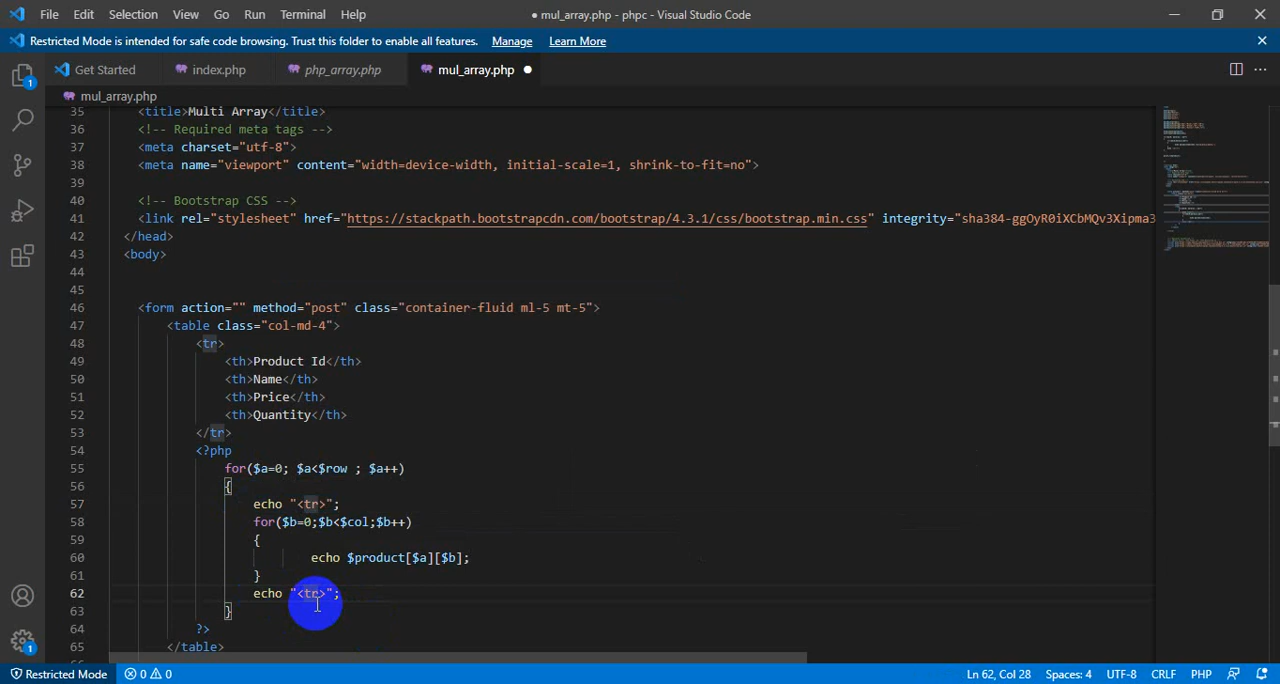 File Edit Selection View Go Run Terminal Help ● mul_array.php - phpc - Visual Studio Code
Restricted Mode is intended for safe code browsing. Trust this folder to enable all features. Manage Learn More
Get Started index.php php_array.php mul_array.php
mul_array.php
35 <title>Multi Array</title>
36 <!-- Required meta tags -->
37 <meta charset="utf-8">
38 <meta name="viewport" content="width=device-width, initial-scale=1, shrink-to-fit=no">
39
40 <!-- Bootstrap CSS -->
41 <link rel="stylesheet" href="https://stackpath.bootstrapcdn.com/bootstrap/4.3.1/css/bootstrap.min.css" integrity="sha384-ggOyR0iXCbMQv3Xipma3
42 </head>
43 <body>
44
45
46 <form action="" method="post" class="container-fluid ml-5 mt-5">
47 <table class="col-md-4">
48 <tr>
49 <th>Product Id</th>
50 <th>Name</th>
51 <th>Price</th>
52 <th>Quantity</th>
53 </tr>
54 <?php
55 for($a=0; $a<$row ; $a++)
56 {
57 echo "<tr>";
58 for($b=0;$b<$col;$b++)
59 {
60 echo $product[$a][$b];
61 }
62 echo "<tr>";
63 }
64 ?>
65 </table>
1
1
Restricted Mode 0 0 Ln 62, Col 28 Spaces: 4 UTF-8 CRLF PHP